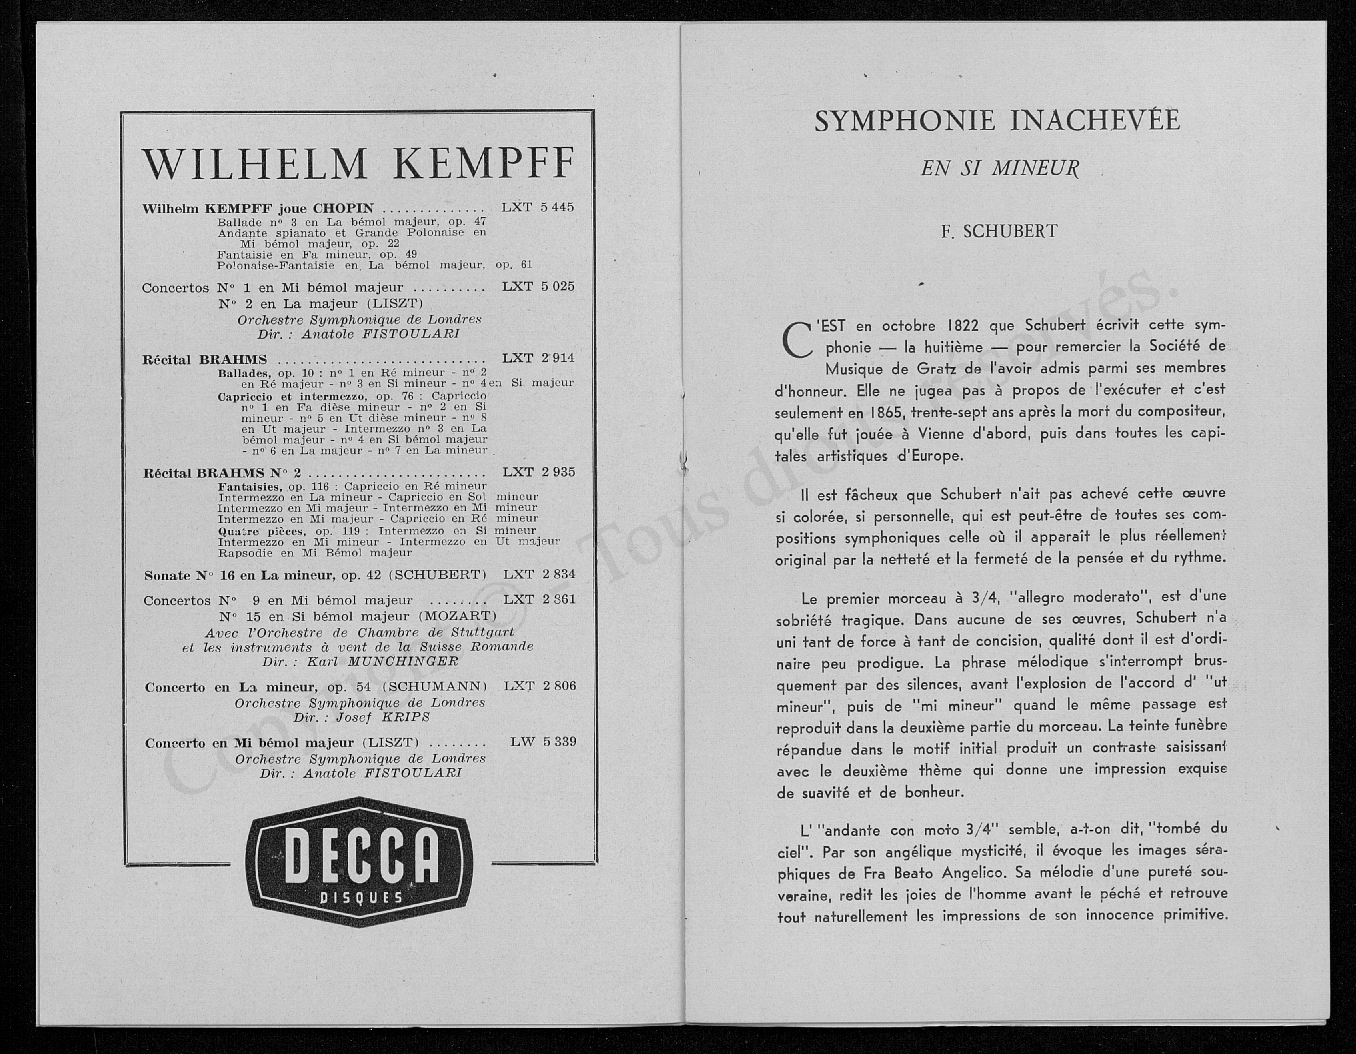 WILHELM KEMPFF
Wilhelm KEMPFF joue CHOPIN .............. LXT 5445
Ballade nº 3 en La bémol majeur, op. 47
Andante spianato et Grande Polonaise en
Mi bémol majeur, op. 22
Fantaisie en Fa mineur, op. 49
Polonaise-Fantaisie en La bémol majeur, op. 61
Concertos Nº 1 en Mi bémol majeur .......... LXT 5025
Nº 2 en La majeur (LISZT)
Orchestre Symphonique de Londres
Dir. : Anatole FISTOULARI
Récital BRAHMS ........................... LXT 2914
Ballades, op. 10 : nº 1 en Ré mineur - nº 2
en Ré majeur - nº 3 en Si mineur - nº 4 en Si majeur
Capriccio et intermezzo, op. 76 : Capriccio
nº 1 en Fa dièse mineur - nº 2 en Si
mineur - nº 5 en Ut dièse mineur - nº 8
en Ut majeur - Intermezzo nº 3 en La
bémol majeur - nº 4 en Si bémol majeur
- nº 6 en La majeur - nº 7 en La mineur.
Récital BRAHMS Nº 2 ....................... LXT 2935
Fantaisies, op. 116 : Capriccio en Ré mineur
Intermezzo en La mineur - Capriccio en Sol mineur
Intermezzo en Mi majeur - Intermezzo en Mi mineur
Intermezzo en Mi majeur - Capriccio en Ré mineur
Quatre pièces, op. 119 : Intermezzo en Si mineur
Intermezzo en Mi mineur - Intermezzo en Ut majeur
Rapsodie en Mi Bémol majeur
Sonate Nº 16 en La mineur, op. 42 (SCHUBERT) LXT 2834
Concertos Nº 9 en Mi bémol majeur ........ LXT 2861
Nº 15 en Si bémol majeur (MOZART)
Avec l'Orchestre de Chambre de Stuttgart
et les instruments à vent de la Suisse Romande
Dir. : Karl MUNCHINGER
Concerto en La mineur, op. 54 (SCHUMANN) LXT 2806
Orchestre Symphonique de Londres
Dir. : Josef KRIPS
Concerto en Mi bémol majeur (LISZT) ........ LW 5339
Orchestre Symphonique de Londres
Dir. : Anatole FISTOULARI
DECCA
DISQUES
SYMPHONIE INACHEVÉE
EN SI MINEUR
F. SCHUBERT
C'EST en octobre 1822 que Schubert écrivit cette sym-
phonie — la huitième — pour remercier la Société de
Musique de Gratz de l'avoir admis parmi ses membres
d'honneur. Elle ne jugea pas à propos de l'exécuter et c'est
seulement en 1865, trente-sept ans après la mort du compositeur,
qu'elle fut jouée à Vienne d'abord, puis dans toutes les capi-
tales artistiques d'Europe.
Il est fâcheux que Schubert n'ait pas achevé cette œuvre
si colorée, si personnelle, qui est peut-être de toutes ses com-
positions symphoniques celle où il apparaît le plus réellement
original par la netteté et la fermeté de la pensée et du rythme.
Le premier morceau à 3/4, "allegro moderato", est d'une
sobriété tragique. Dans aucune de ses œuvres, Schubert n'a
uni tant de force à tant de concision, qualité dont il est d'ordi-
naire peu prodigue. La phrase mélodique s'interrompt brus-
quement par des silences, avant l'explosion de l'accord d' "ut
mineur", puis de "mi mineur" quand le même passage est
reproduit dans la deuxième partie du morceau. La teinte funèbre
répandue dans le motif initial produit un contraste saisissant
avec le deuxième thème qui donne une impression exquise
de suavité et de bonheur.
L' "andante con moto 3/4" semble, a-t-on dit, "tombé du
ciel". Par son angélique mysticité, il évoque les images séra-
phiques de Fra Beato Angelico. Sa mélodie d'une pureté sou-
veraine, redit les joies de l'homme avant le péché et retrouve
tout naturellement les impressions de son innocence primitive.
Copyright © - Tous droits réservés.